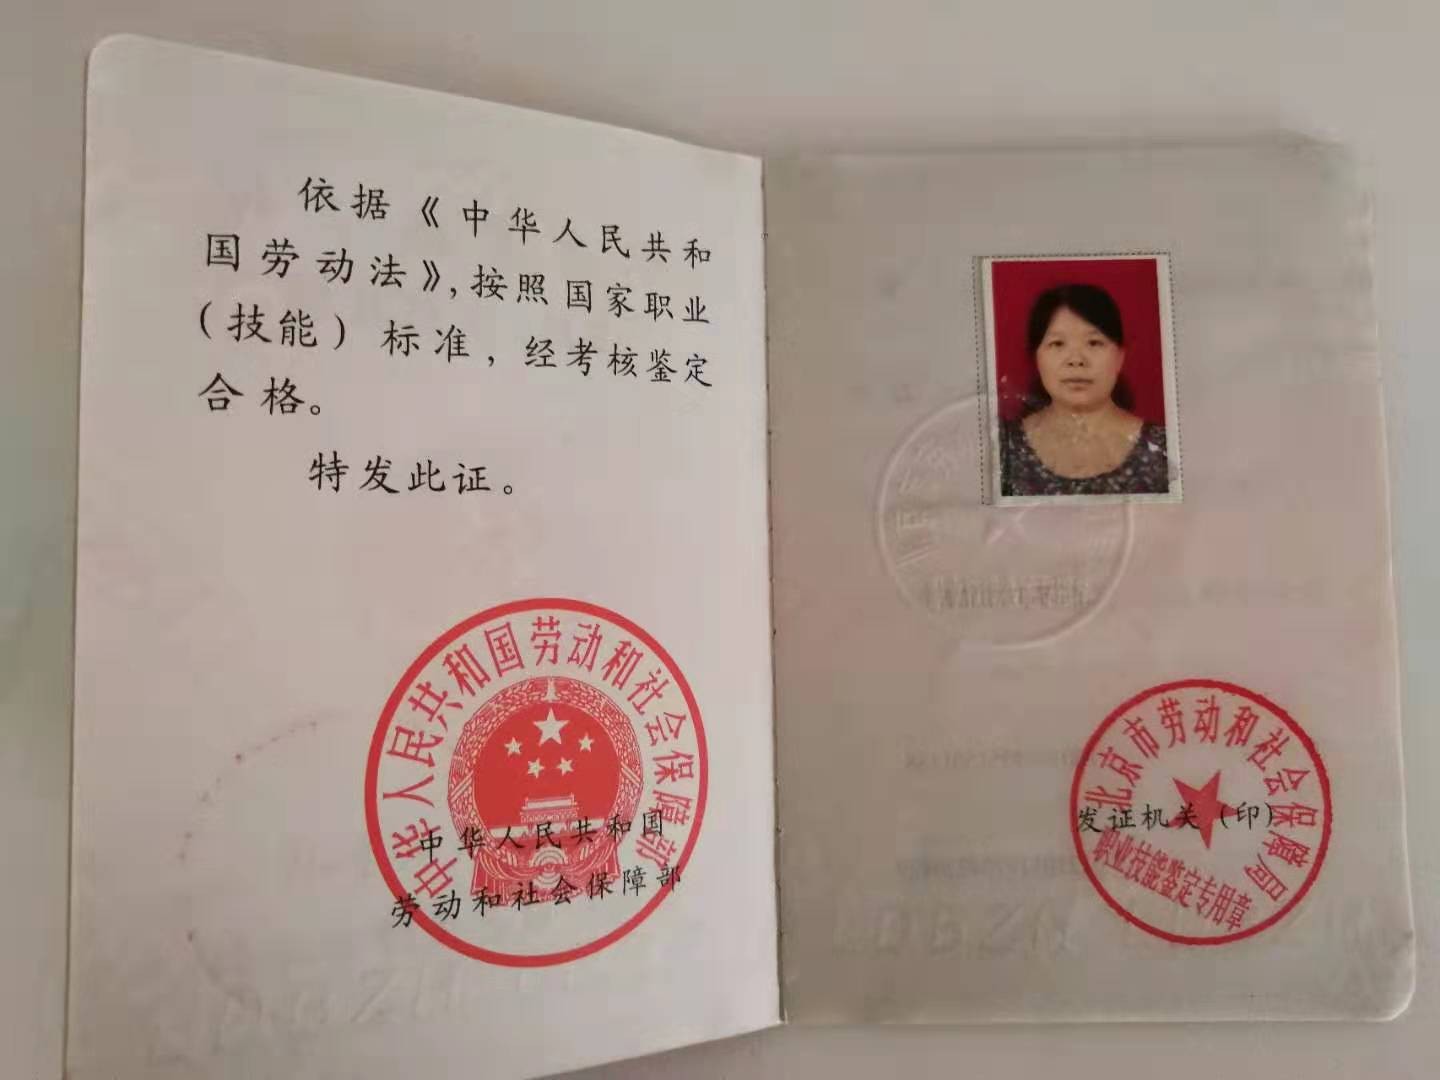 依据《中华人民共和
国劳动法》,按照国家职业
(技能)标准,经考核鉴定
合格。
特发此证。
中华人民共和国劳动和社会保障部
中华人民共和国
劳动和社会保障部
北京市劳动和社会保障局
发证机关(印)
职业技能鉴定专用章